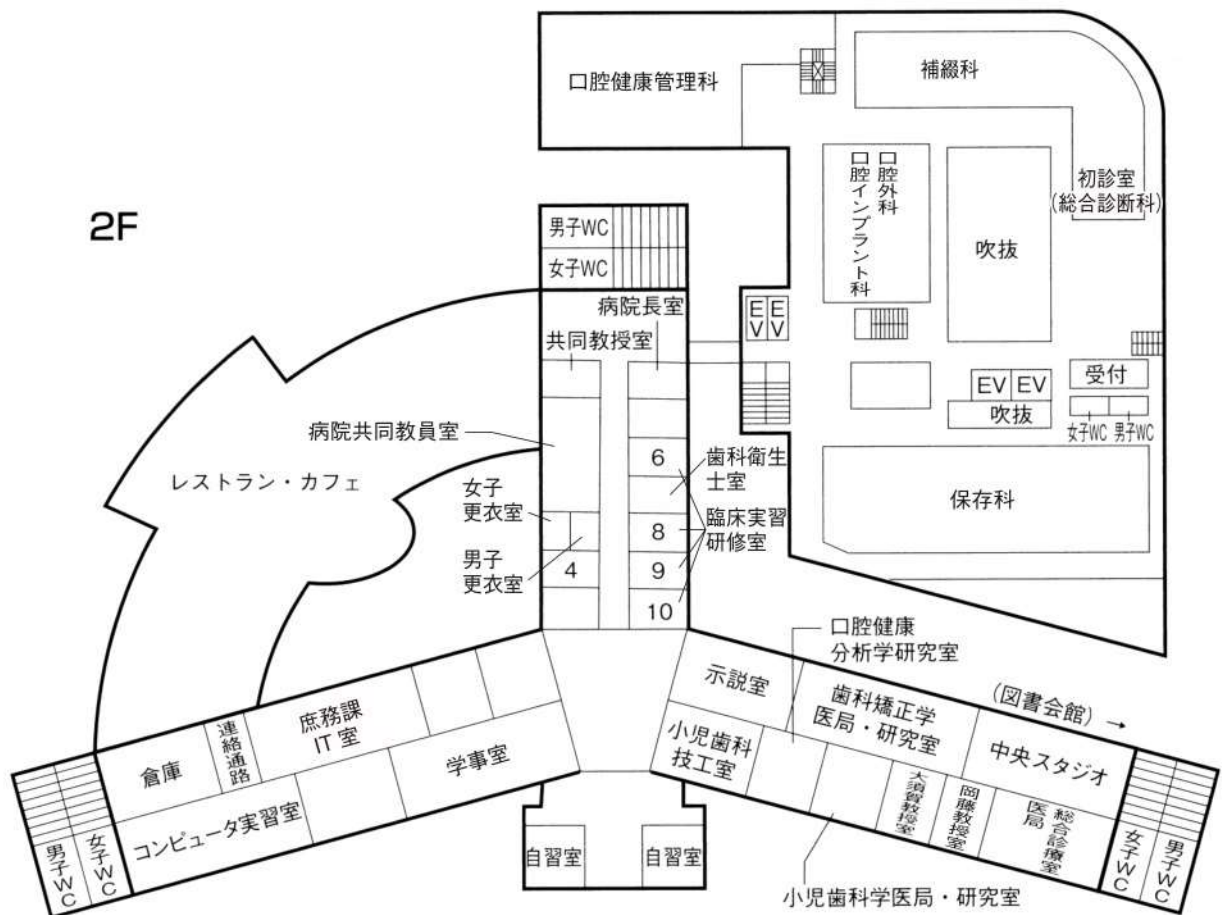 2F
口腔健康管理科
補綴科
口腔外科
口腔インプラント科
吹抜
初診室
(総合診断科)
男子WC
女子WC
病院長室
共同教授室
EV
EV
EV
EV
吹抜
受付
女子WC
男子WC
保存科
病院共同教員室
レストラン・カフェ
女子
更衣室
男子
更衣室
4
6
8
9
10
歯科衛生
士室
臨床実習
研修室
口腔健康
分析学研究室
示説室
歯科矯正学
医局・研究室
(図書会館)→
中央スタジオ
小児歯科
技工室
大須賀教授室
岡藤教授室
総合診療室
医局
女子WC
男子WC
小児歯科学医局・研究室
庶務課
IT室
連絡通路
倉庫
学事室
コンピュータ実習室
男子WC
女子WC
自習室
自習室